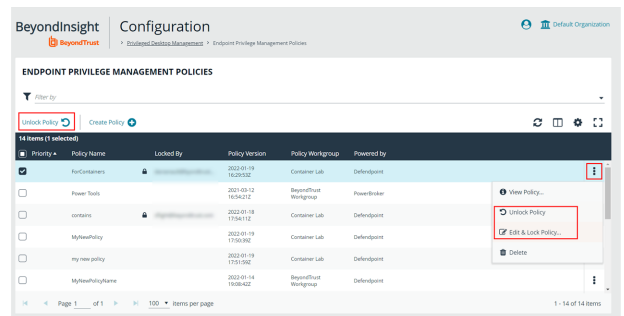 BeyondInsight
BeyondTrust
Configuration
> Privileged Desktop Management > Endpoint Privilege Management Policies
Default Organization
ENDPOINT PRIVILEGE MANAGEMENT POLICIES
Filter by
Unlock Policy
Create Policy
14 items (1 selected)
Priority Policy Name Locked By Policy Version Policy Workgroup Powered by
ForContainers 2022-01-19 16:29:53Z Container Lab Defendpoint
Power Tools 2021-03-12 16:54:21Z BeyondTrust Workgroup PowerBroker
contains 2022-01-18 17:54:11Z Container Lab Defendpoint
MyNewPolicy 2022-01-19 17:50:39Z Container Lab Defendpoint
my new policy 2022-01-19 17:51:59Z Container Lab Defendpoint
MyNewPolicyName 2022-01-14 19:08:42Z BeyondTrust Workgroup Defendpoint
View Policy...
Unlock Policy
Edit & Lock Policy...
Delete
Page 1 of 1 100 items per page
1 - 14 of 14 items